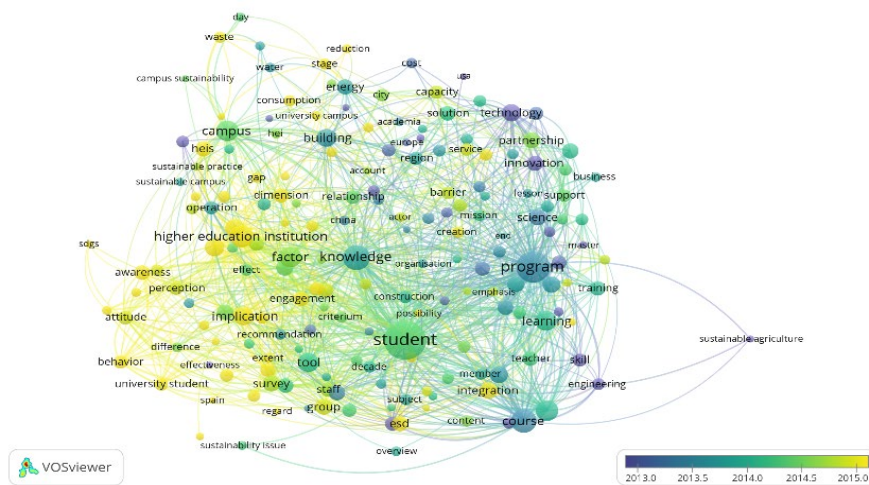 day
waste
reduction
water
stage
cost
usa
campus sustainability
energy
city
capacity
consumption
university campus
solution
technology
campus
hei
academia
building
heis
europe
service
partnership
region
innovation
sustainable practice
account
sustainable campus
gap
business
dimension
relationship
barrier
lesson
support
operation
china
actor
mission
science
creation
higher education institution
sdgs
factor
knowledge
end
master
effect
organisation
program
awareness
perception
engagement
construction
emphasis
training
attitude
implication
criterium
possibility
learning
recommendation
student
sustainable agriculture
difference
behavior
effectiveness
extent
tool
decade
teacher
skill
university student
survey
staff
member
engineering
integration
spain
regard
group
subject
esd
content
course
sustainability issue
overview
VOSviewer
2013.0 2013.5 2014.0 2014.5 2015.0